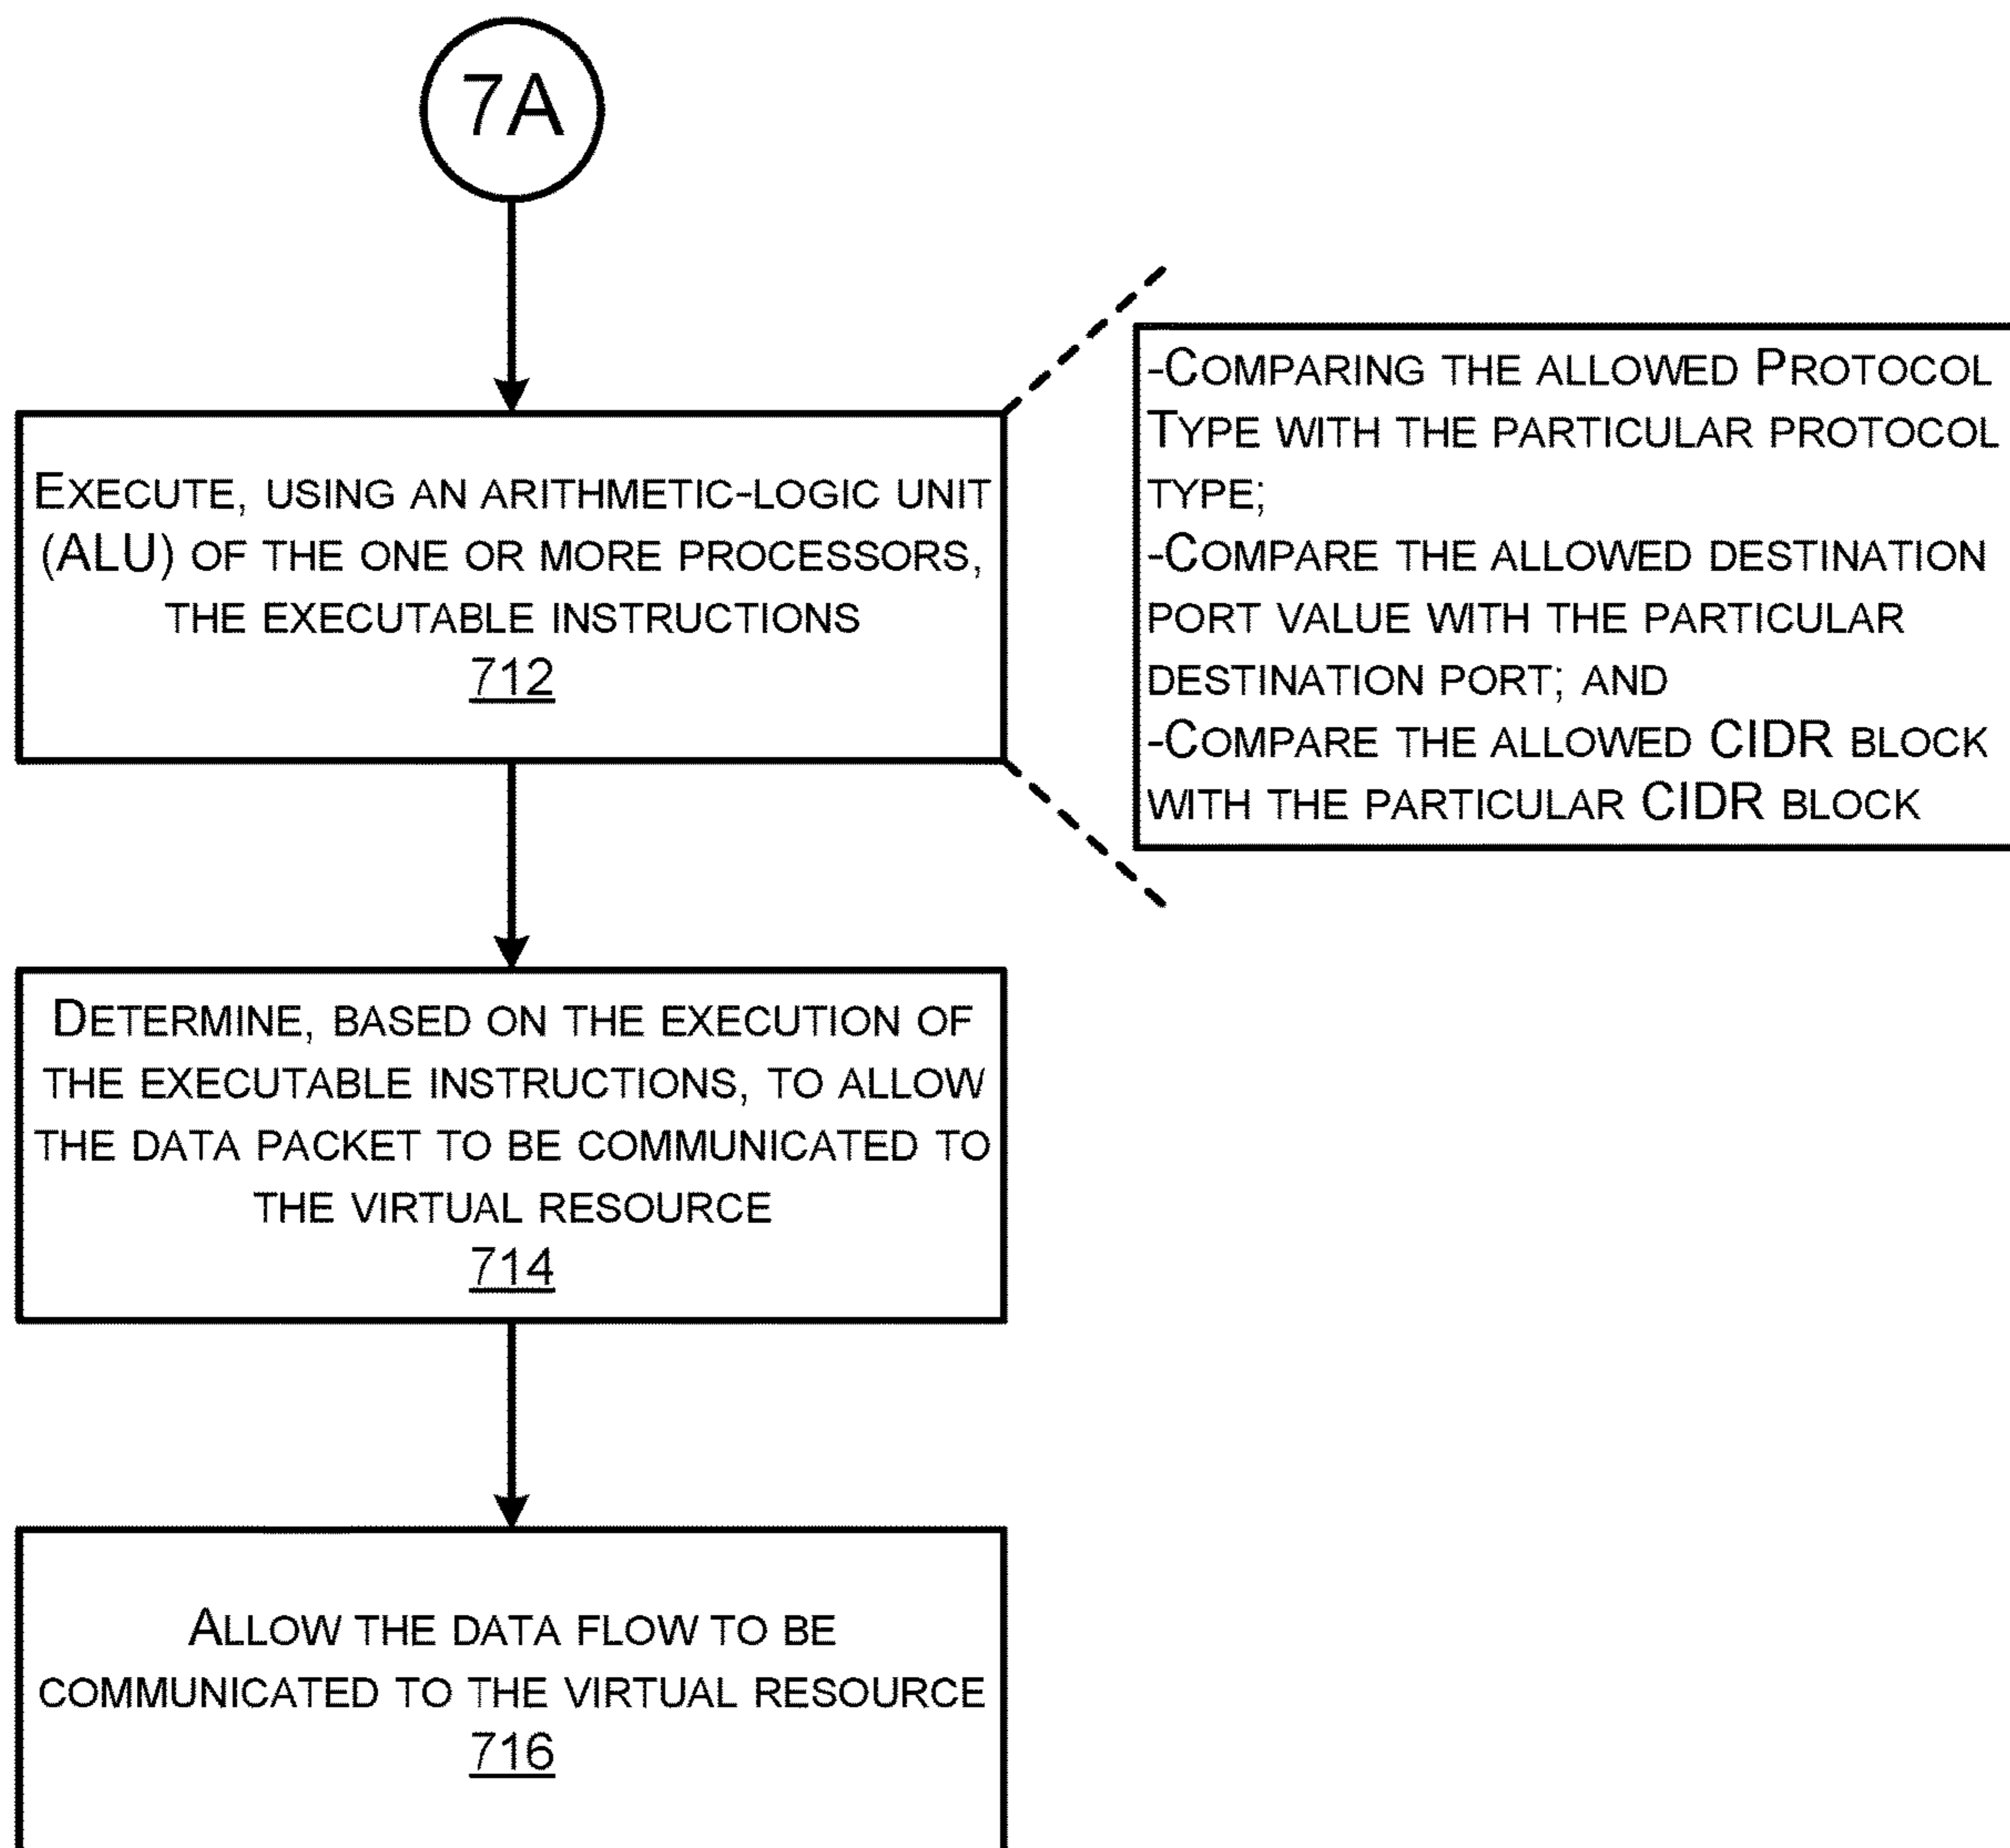 7A
EXECUTE, USING AN ARITHMETIC-LOGIC UNIT
(ALU) OF THE ONE OR MORE PROCESSORS,
THE EXECUTABLE INSTRUCTIONS
712
-COMPARING THE ALLOWED PROTOCOL
TYPE WITH THE PARTICULAR PROTOCOL
TYPE;
-COMPARE THE ALLOWED DESTINATION
PORT VALUE WITH THE PARTICULAR
DESTINATION PORT; AND
-COMPARE THE ALLOWED CIDR BLOCK
WITH THE PARTICULAR CIDR BLOCK
DETERMINE, BASED ON THE EXECUTION OF
THE EXECUTABLE INSTRUCTIONS, TO ALLOW
THE DATA PACKET TO BE COMMUNICATED TO
THE VIRTUAL RESOURCE
714
ALLOW THE DATA FLOW TO BE
COMMUNICATED TO THE VIRTUAL RESOURCE
716